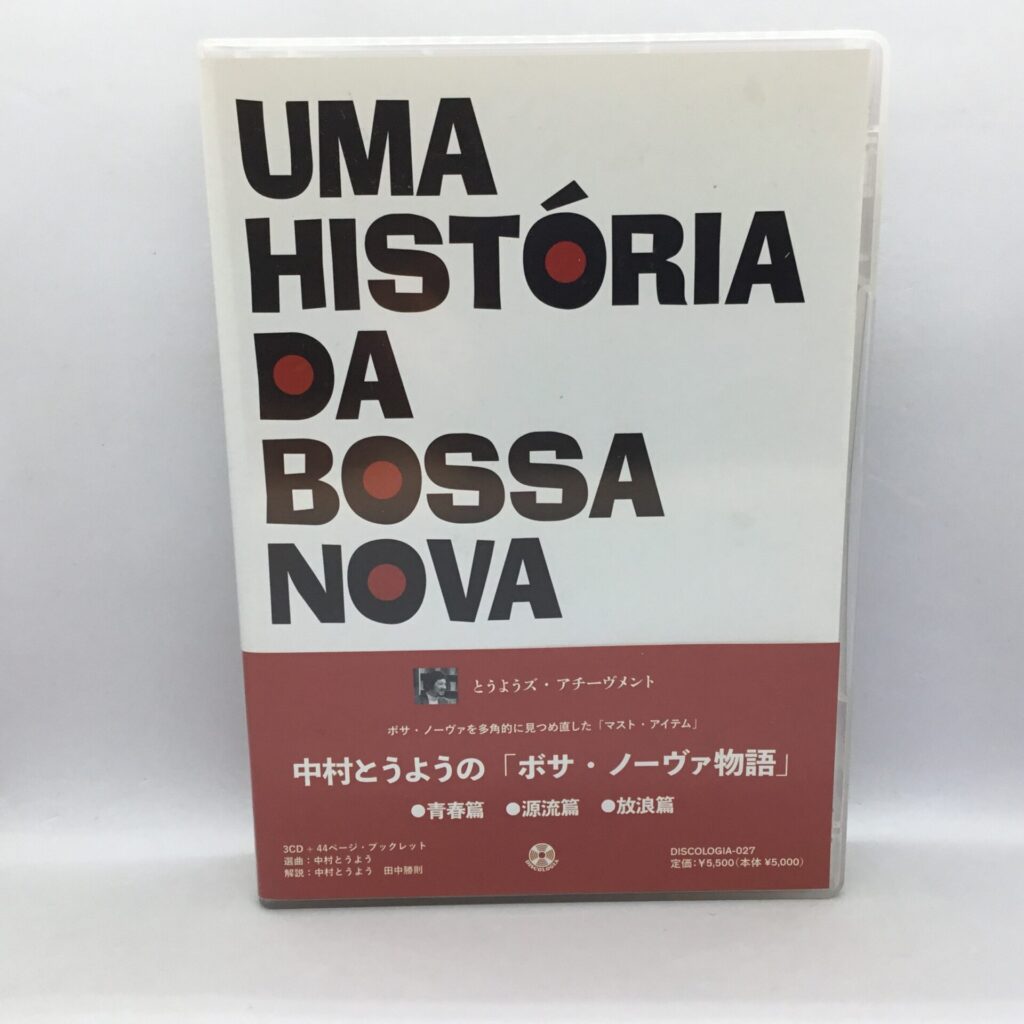 UMA
HISTÓRIA
DA
BOSSA
NOVA
とうようズ・アチーヴメント
ボサ・ノーヴァを多角的に見つめ直した「マスト・アイテム」
中村とうようの「ボサ・ノーヴァ物語」
●青春篇 ●源流篇 ●放浪篇
3CD + 44ページ・ブックレット
選曲：中村とうよう
解説：中村とうよう 田中勝則
DISCOLOGIA
DISCOLOGIA-027
定価：¥5,500（本体 ¥5,000）